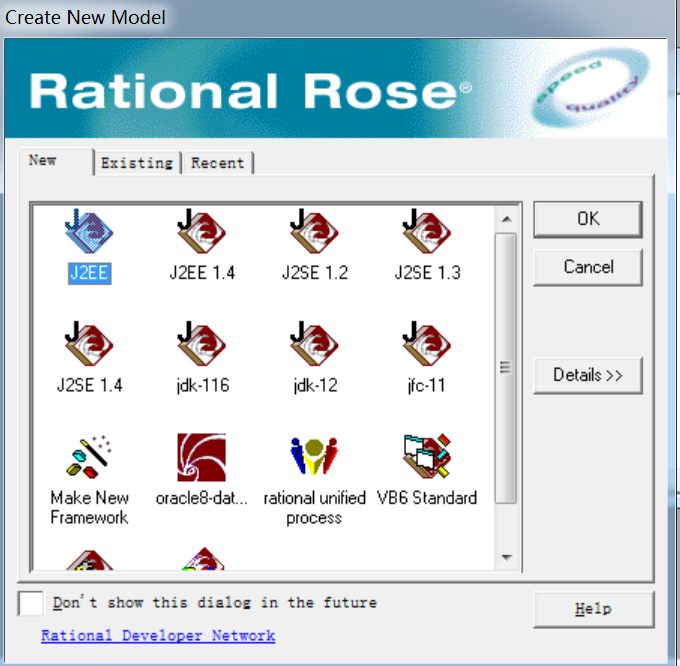 Create New Model
Rational Rose®
speed
quality
New
Existing
Recent
J2EE
J2EE 1.4
J2SE 1.2
J2SE 1.3
OK
Cancel
J2SE 1.4
jdk-116
jdk-12
jfc-11
Details >>
Make New
Framework
oracle8-dat...
rational unified
process
VB6 Standard
Don't show this dialog in the future
Help
Rational Developer Network